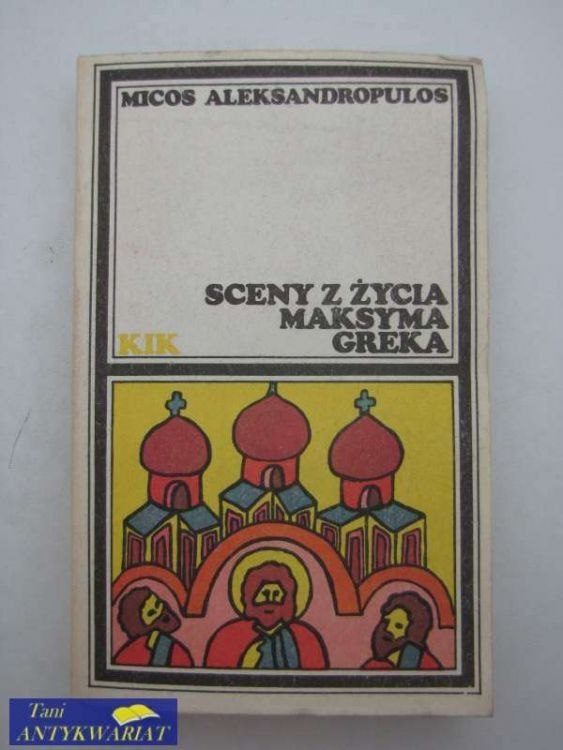 MICOS ALEKSANDROPULOS
SCENY Z ŻYCIA
MAKSYMA
GREKA
KIK
Tani
ANTYKWARIAT